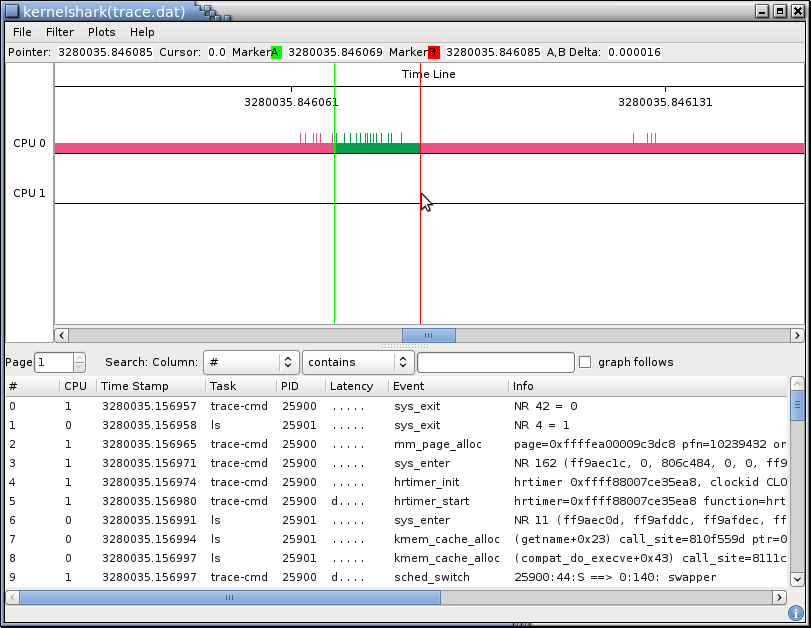 kernelshark(trace.dat)
File Filter Plots Help
Pointer: 3280035.846085 Cursor: 0.0 MarkerA: 3280035.846069 MarkerB: 3280035.846085 A,B Delta: 0.000016
Time Line
3280035.846061 3280035.846131
CPU 0
CPU 1
Page 1 Search: Column: # contains graph follows
# CPU Time Stamp Task PID Latency Event Info
0 1 3280035.156957 trace-cmd 25900 ..... sys_exit NR 42 = 0
1 0 3280035.156958 ls 25901 ..... sys_exit NR 4 = 1
2 1 3280035.156965 trace-cmd 25900 ..... mm_page_alloc page=0xffffea00009c3dc8 pfn=10239432 or
3 1 3280035.156971 trace-cmd 25900 ..... sys_enter NR 162 (ff9aec1c, 0, 806c484, 0, 0, ff9
4 1 3280035.156974 trace-cmd 25900 ..... hrtimer_init hrtimer 0xffff88007ce35ea8, clockid CLO
5 1 3280035.156980 trace-cmd 25900 d.... hrtimer_start hrtimer=0xffff88007ce35ea8 function=hrt
6 0 3280035.156991 ls 25901 ..... sys_enter NR 11 (ff9aec0d, ff9afddc, ff9afdec, ff
7 0 3280035.156994 ls 25901 ..... kmem_cache_alloc (getname+0x23) call_site=810f559d ptr=0
8 0 3280035.156997 ls 25901 ..... kmem_cache_alloc (compat_do_execve+0x43) call_site=8111c
9 1 3280035.156997 trace-cmd 25900 d.... sched_switch 25900:44:S ==> 0:140: swapper